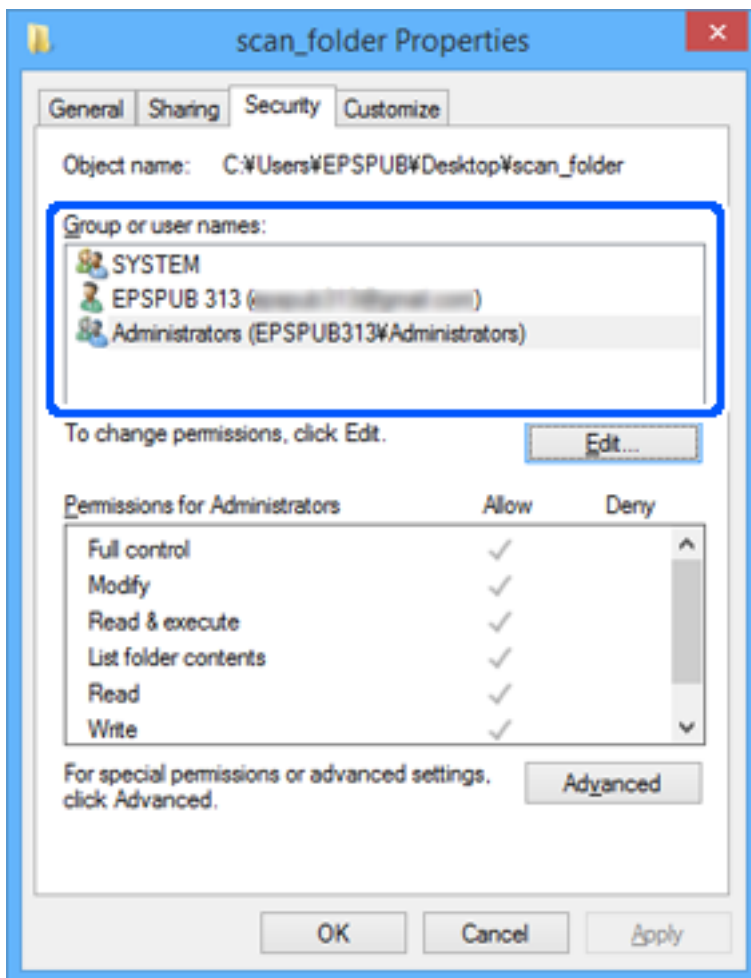 scan_folder Properties
General Sharing Security Customize
Object name: C:¥Users¥EPSPUB¥Desktop¥scan_folder
Group or user names:
SYSTEM
EPSPUB 313 ( )
Administrators (EPSPUB313¥Administrators)
To change permissions, click Edit.
Edit...
Permissions for Administrators Allow Deny
Full control
Modify
Read & execute
List folder contents
Read
Write
For special permissions or advanced settings,
click Advanced.
Advanced
OK Cancel Apply